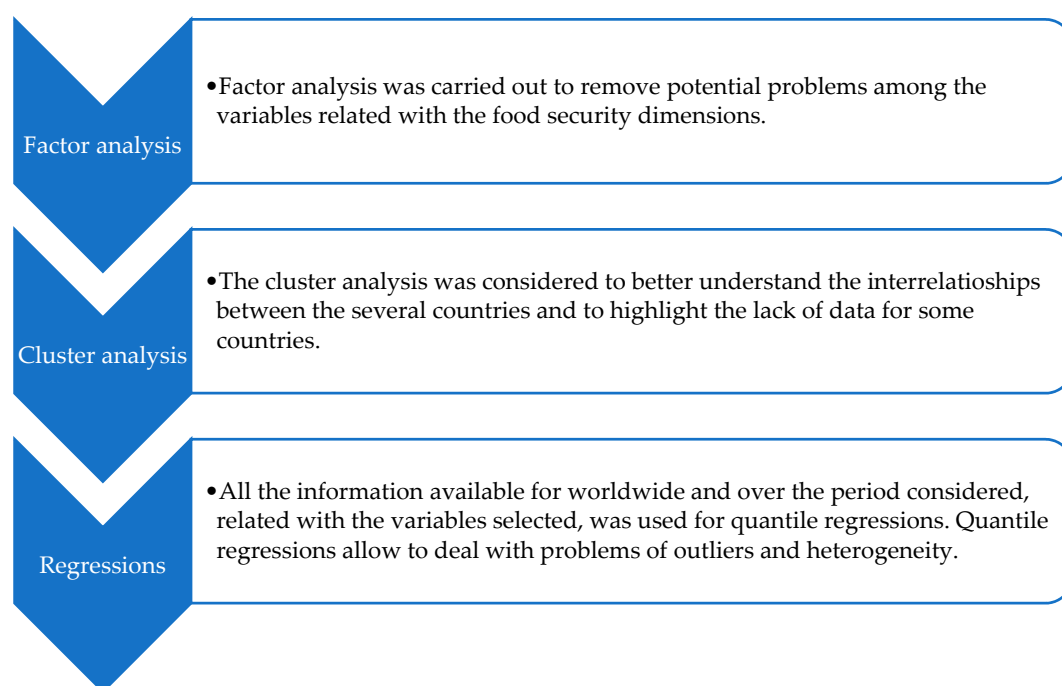 Factor analysis
•Factor analysis was carried out to remove potential problems among the
variables related with the food security dimensions.
Cluster analysis
•The cluster analysis was considered to better understand the interrelatioships
between the several countries and to highlight the lack of data for some
countries.
Regressions
•All the information available for worldwide and over the period considered,
related with the variables selected, was used for quantile regressions. Quantile
regressions allow to deal with problems of outliers and heterogeneity.